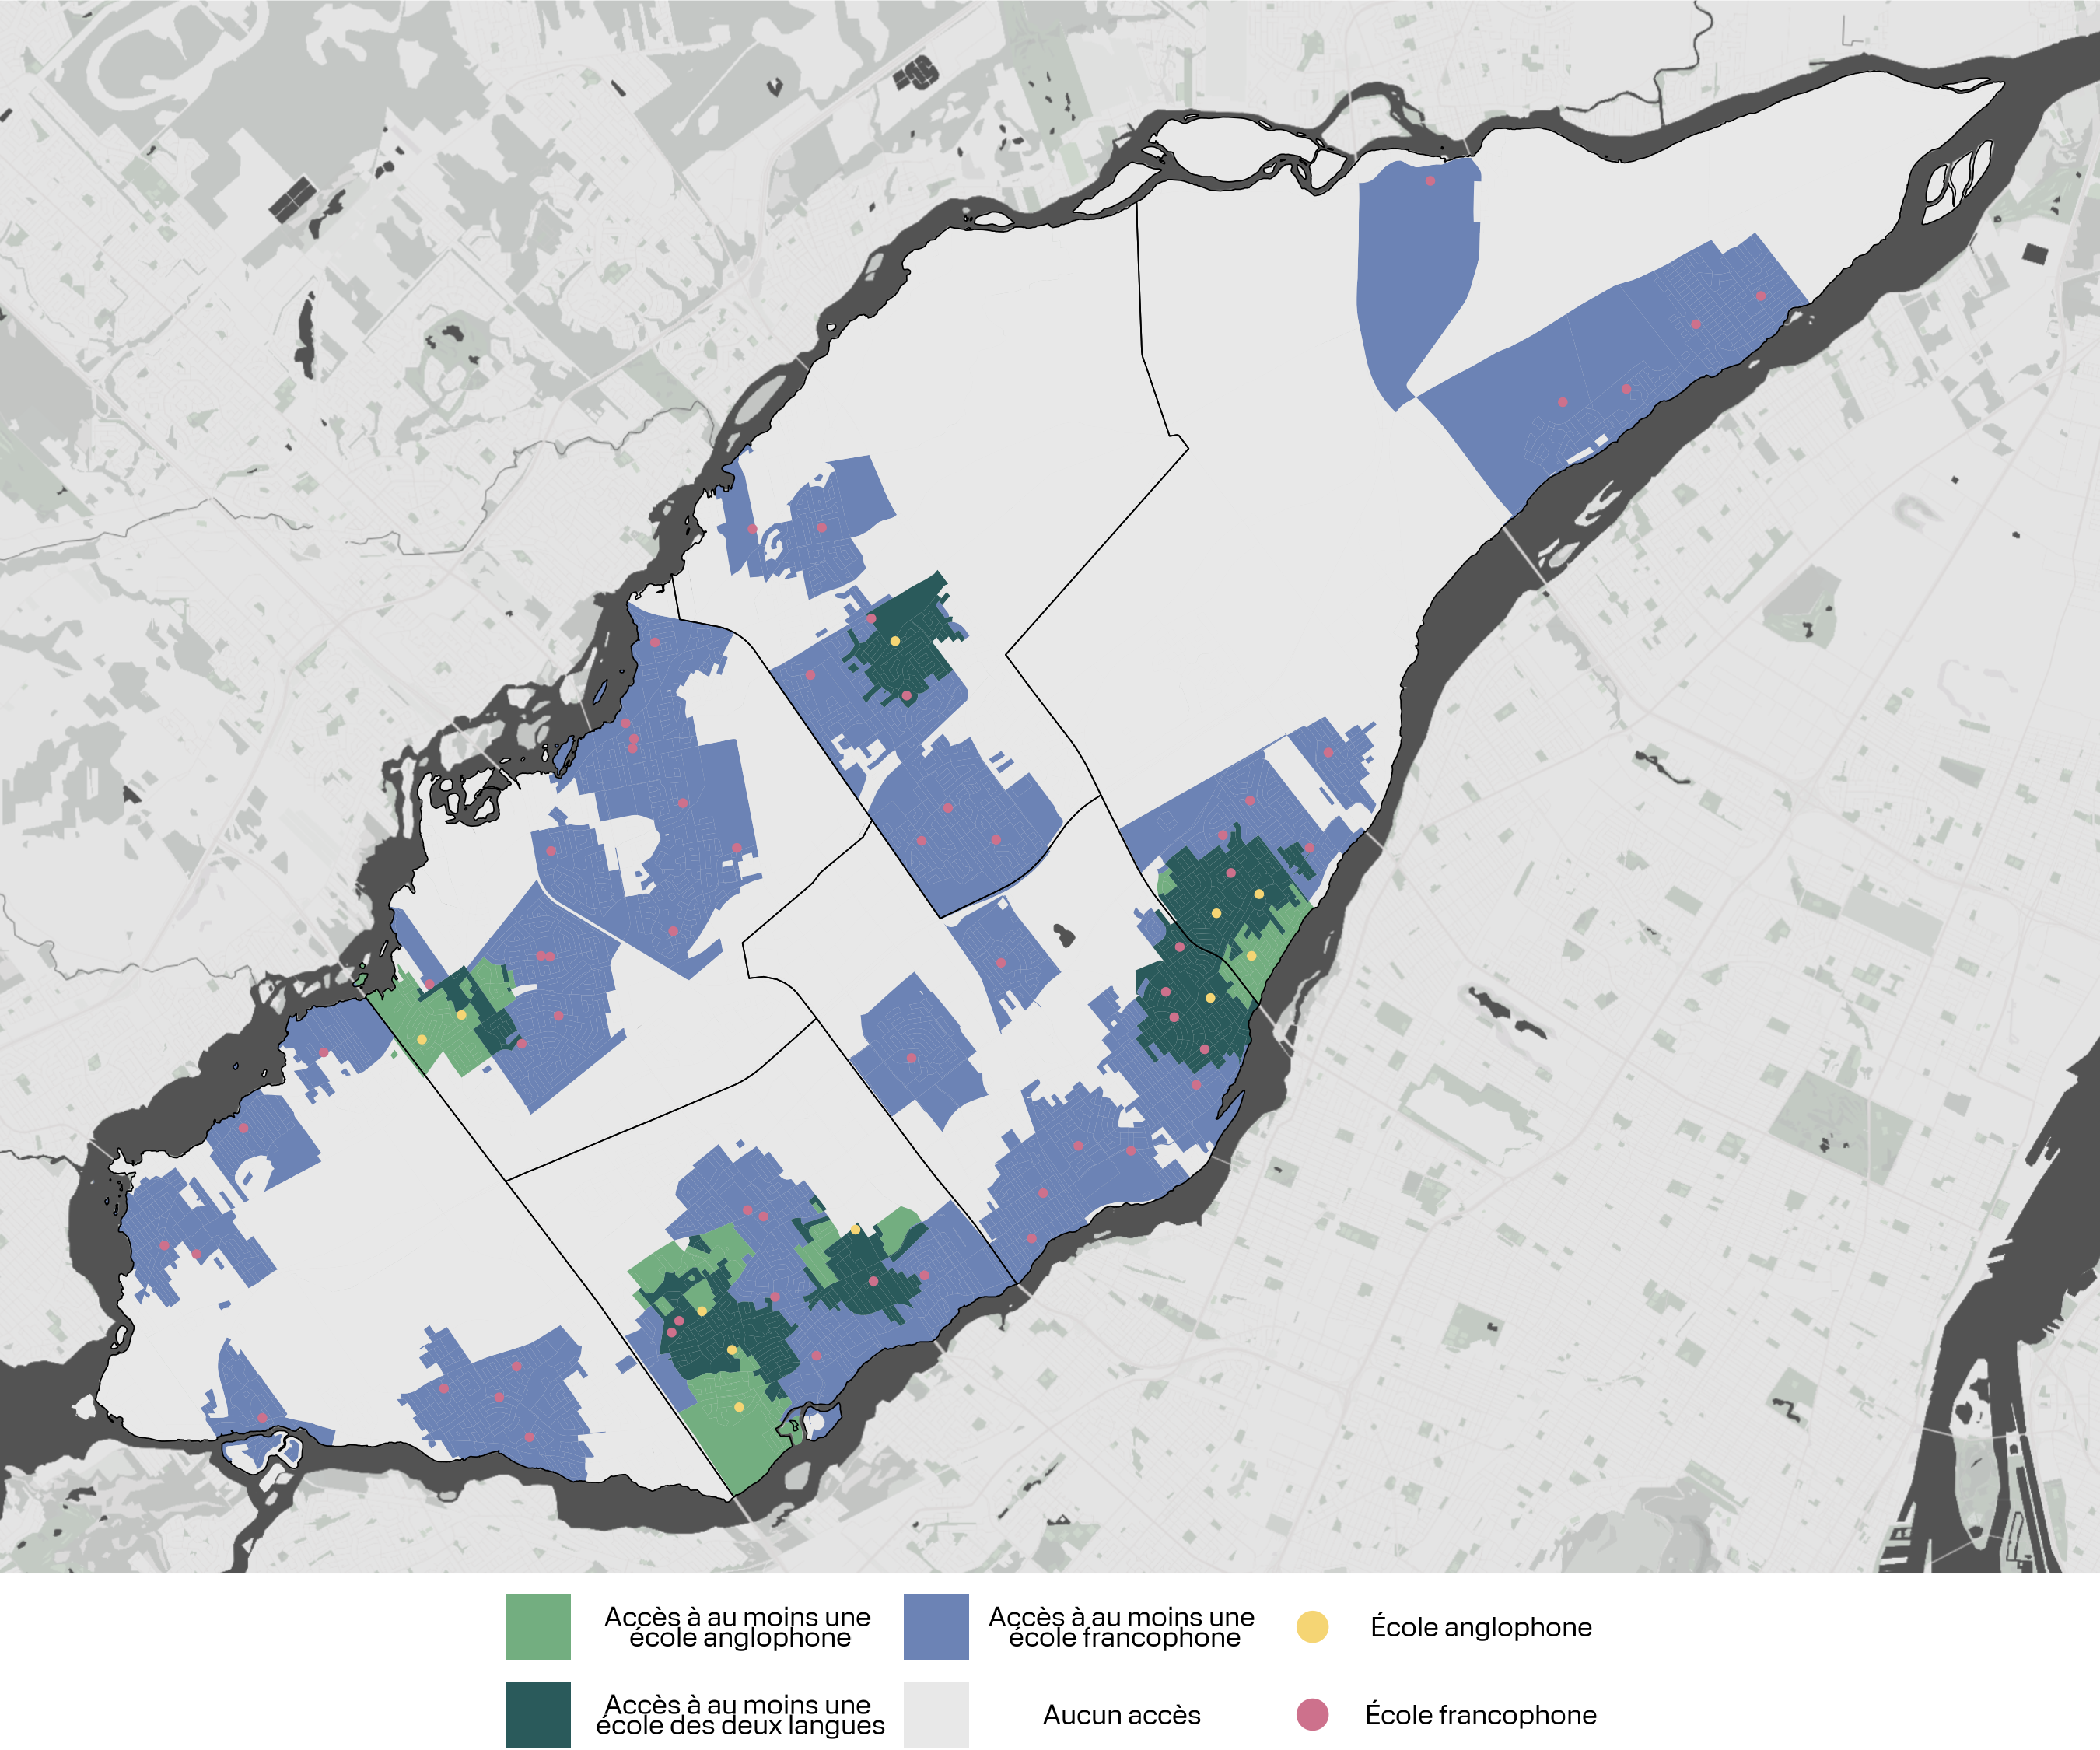 Accès à au moins une
école anglophone
Accès à au moins une
école francophone
École anglophone
Accès à au moins une
école des deux langues
Aucun accès
École francophone